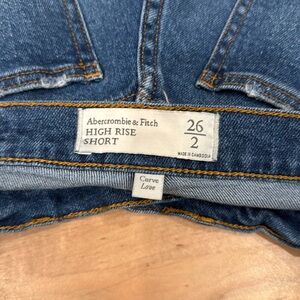 Abercrombie & Fitch
HIGH RISE
SHORT
26
2
MADE IN CAMBODIA
Curve
Love